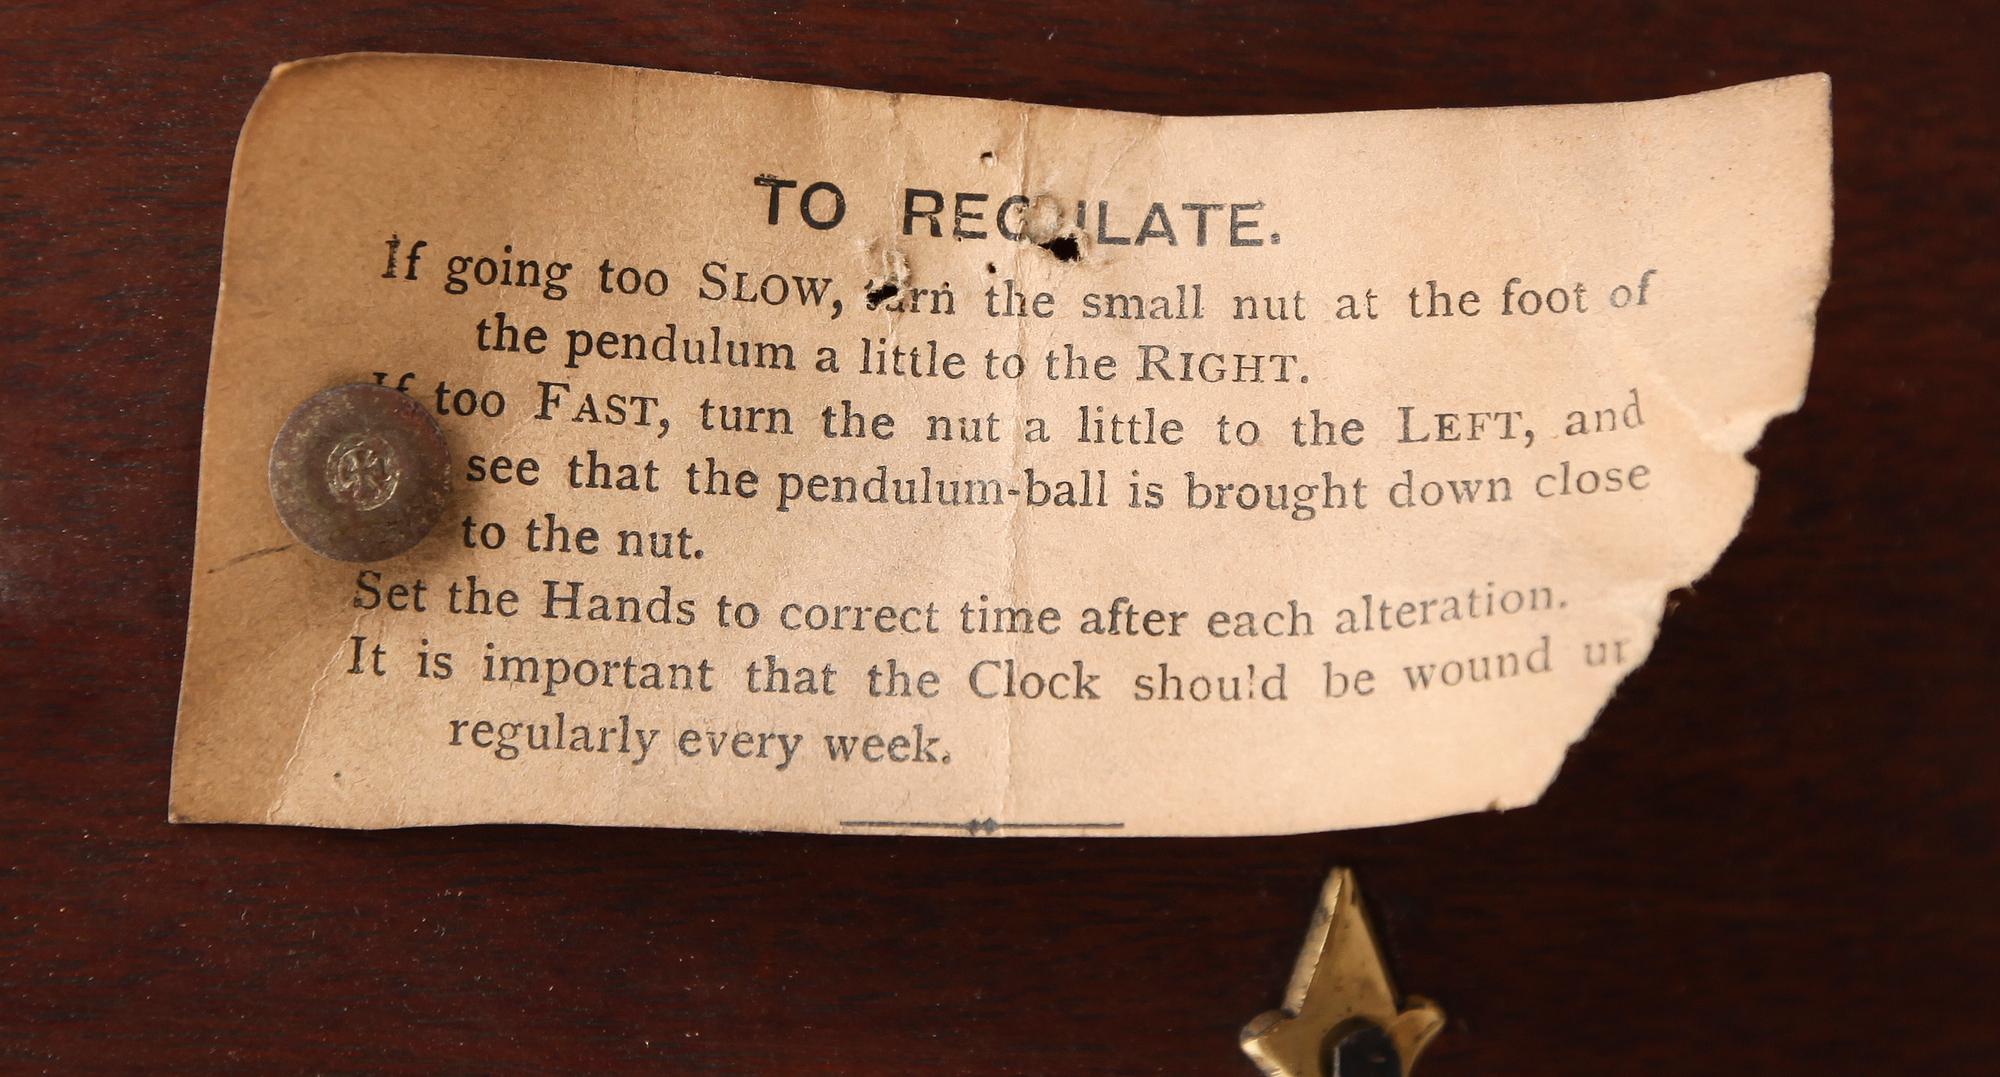 TO REGULATE.
If going too SLOW, turn the small nut at the foot of
the pendulum a little to the RIGHT.
If too FAST, turn the nut a little to the LEFT, and
see that the pendulum-ball is brought down close
to the nut.
Set the Hands to correct time after each alteration.
It is important that the Clock should be wound up
regularly every week.